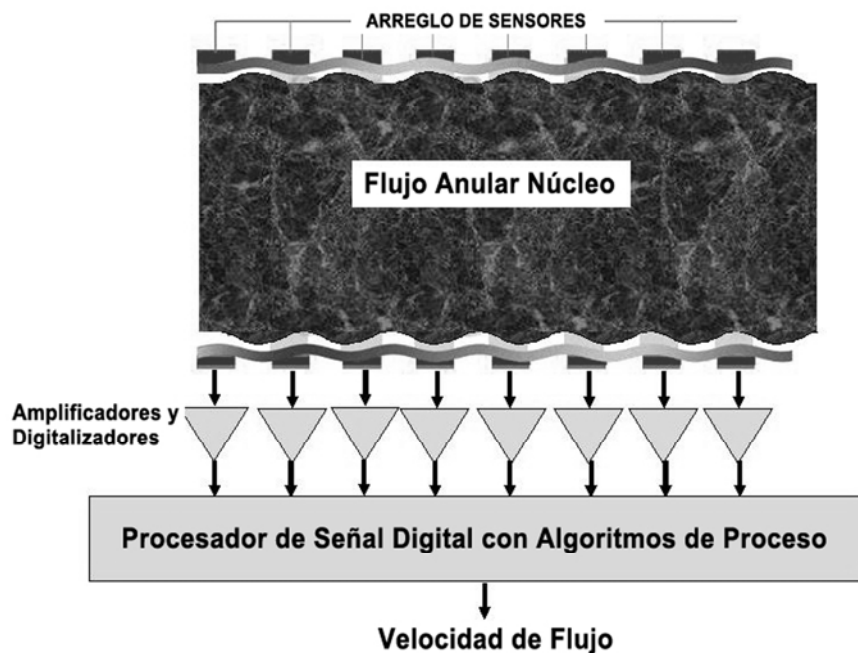 ARREGLO DE SENSORES
Flujo Anular Núcleo
Amplificadores y
Digitalizadores
Procesador de Señal Digital con Algoritmos de Proceso
Velocidad de Flujo